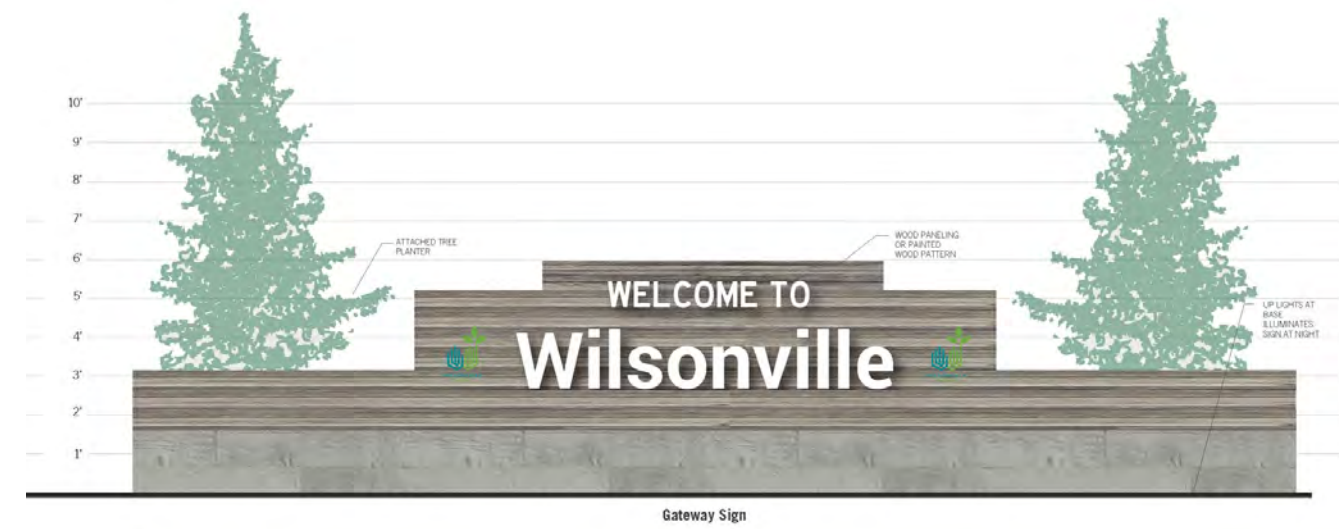 10'
9'
8'
7'
6'
5'
4'
3'
2'
1'
ATTACHED TREE
PLANTER
WOOD PANELING
OR PAINTED
WOOD PATTERN
WELCOME TO
Wilsonville
UP LIGHTS AT
BASE
ILLUMINATES
SIGN AT NIGHT
Gateway Sign